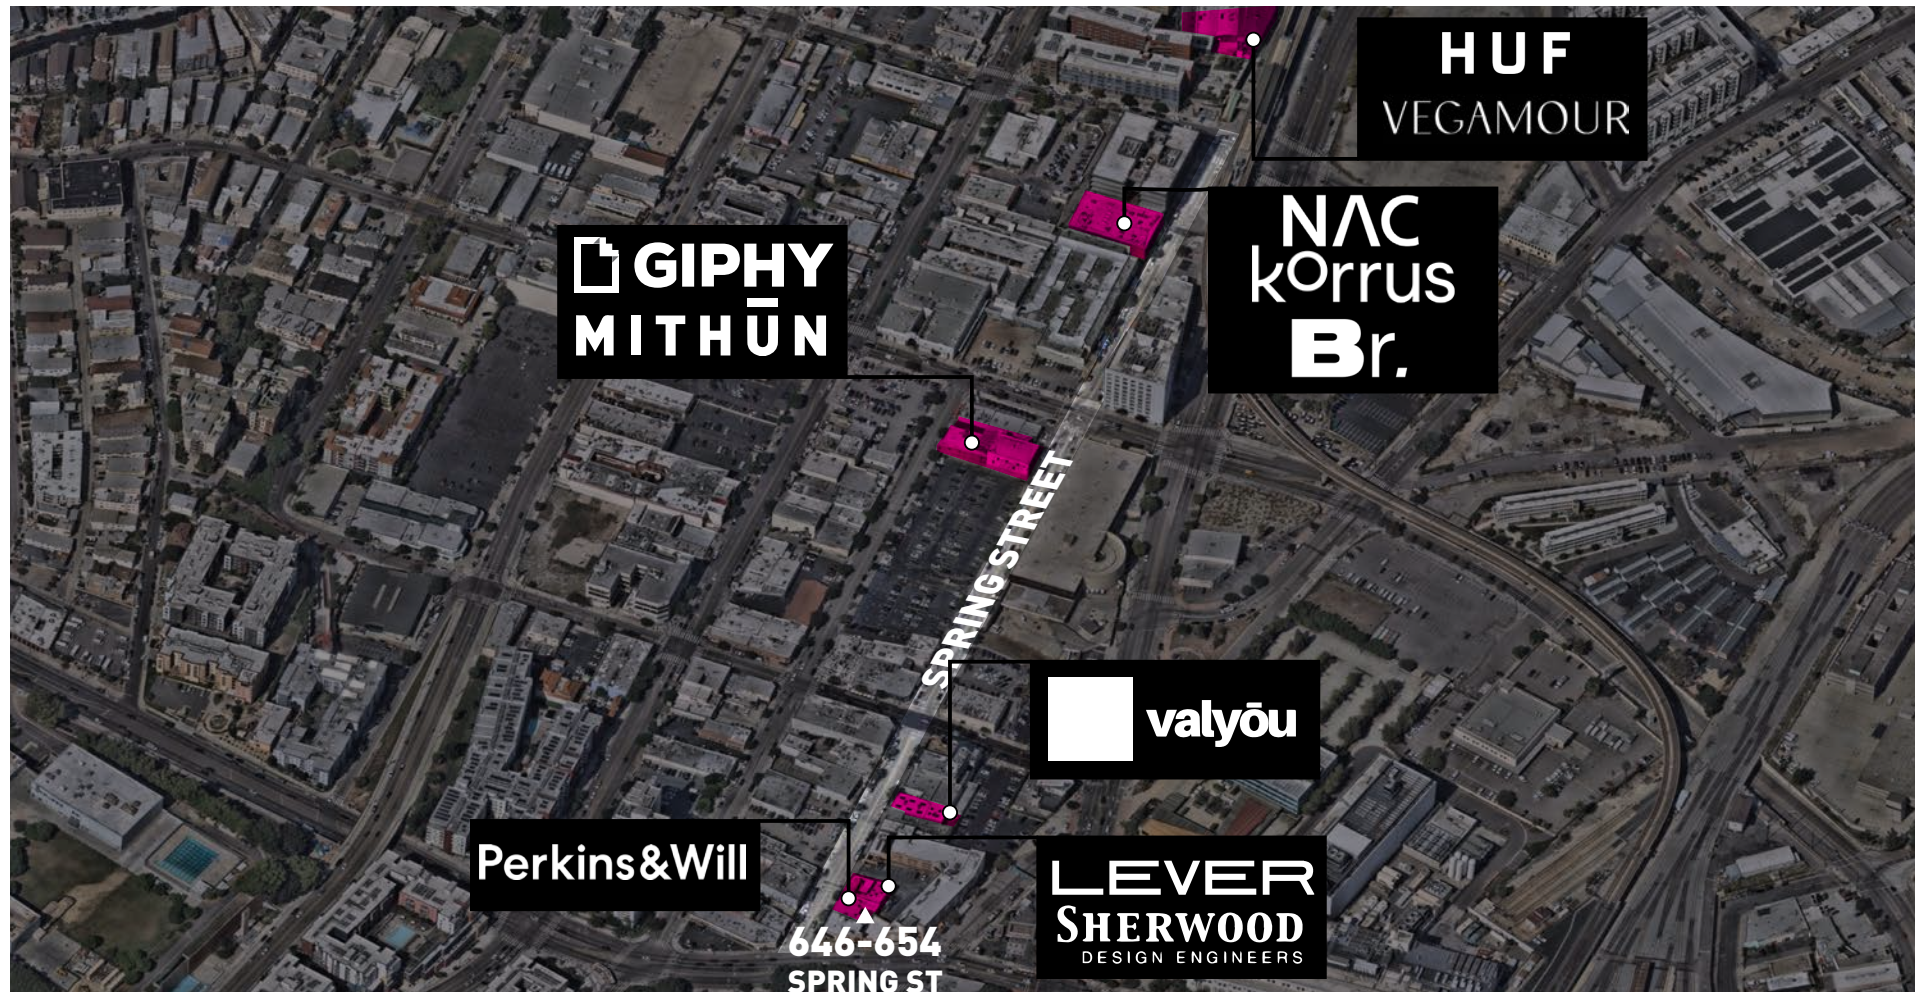 HUF
VEGAMOUR
NΛC
kOrrus
Br.
GIPHY
MITHŪN
SPRING STREET
valyōu
Perkins&Will
LEVER
SHERWOOD
DESIGN ENGINEERS
646-654
SPRING ST